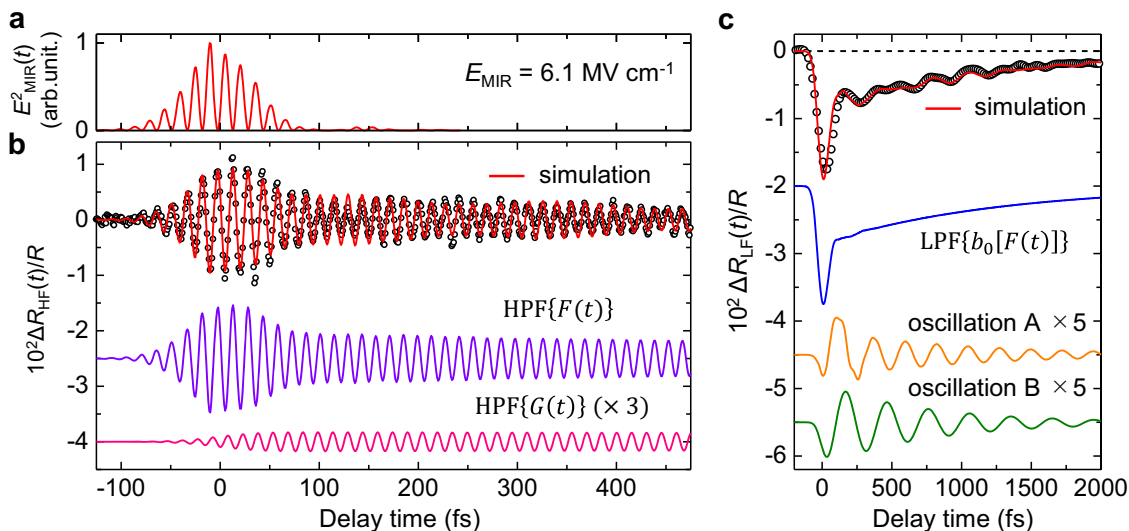 a
E²MIR(t)
(arb.unit.)
1
0
EMIR = 6.1 MV cm⁻¹
b
10²ΔRHF(t)/R
1
0
-1
-2
-3
-4
simulation
HPF{F(t)}
HPF{G(t)} (× 3)
-100 0 100 200 300 400
Delay time (fs)
c
10² ΔRLF(t)/R
0
-1
-2
-3
-4
-5
-6
simulation
LPF{b₀[F(t)]}
oscillation A ×5
oscillation B ×5
0 500 1000 1500 2000
Delay time (fs)